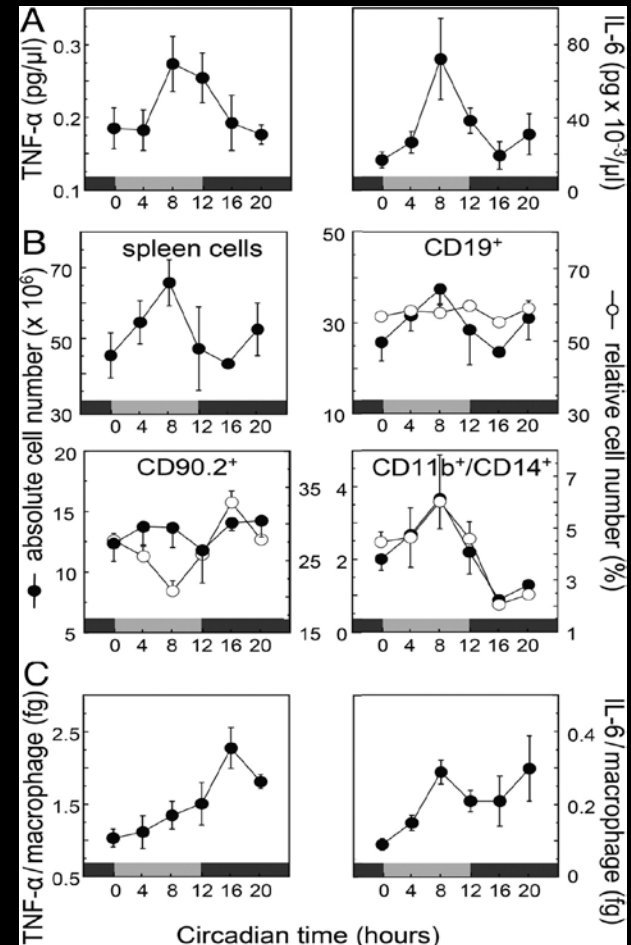 A
TNF-α (pg/µl)
0.3
0.2
0.1
0 4 8 12 16 20
80
40
0
IL-6 (pg x 10⁻³/µl)
0 4 8 12 16 20
B
absolute cell number (x 10⁶)
spleen cells
70
50
30
0 4 8 12 16 20
CD19⁺
50
30
10
70
50
30
0 4 8 12 16 20
relative cell number (%)
CD90.2⁺
20
15
10
5
35
25
15
0 4 8 12 16 20
CD11b⁺/CD14⁺
4
2
0
7
5
3
1
0 4 8 12 16 20
C
TNF-α/macrophage (fg)
2.5
1.5
0.5
0 4 8 12 16 20
0.4
0.2
0
IL-6/macrophage (fg)
0 4 8 12 16 20
Circadian time (hours)